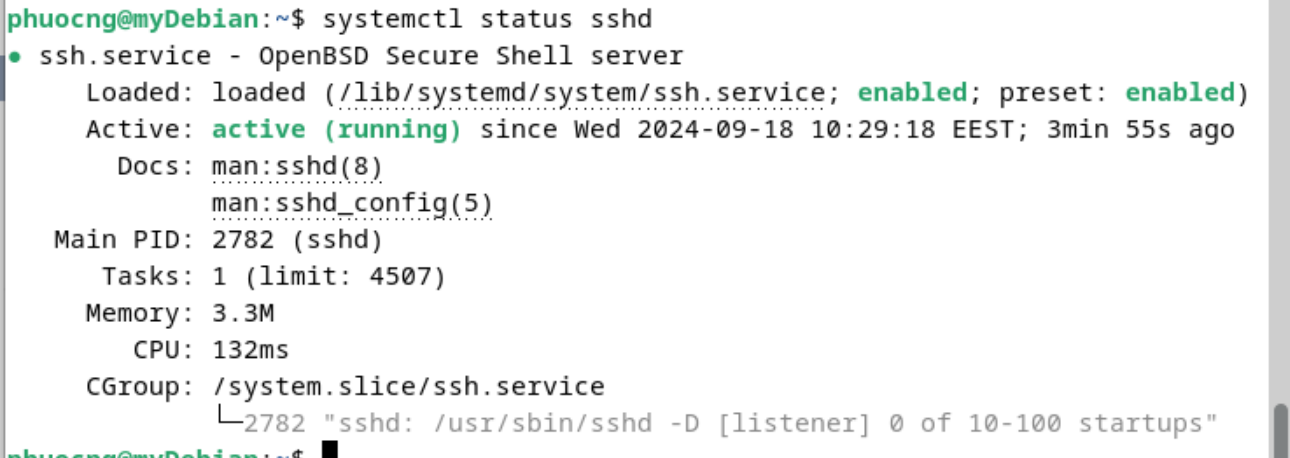 phuocng@myDebian:~$ systemctl status sshd
● ssh.service - OpenBSD Secure Shell server
     Loaded: loaded (/lib/systemd/system/ssh.service; enabled; preset: enabled)
     Active: active (running) since Wed 2024-09-18 10:29:18 EEST; 3min 55s ago
       Docs: man:sshd(8)
             man:sshd_config(5)
   Main PID: 2782 (sshd)
      Tasks: 1 (limit: 4507)
     Memory: 3.3M
        CPU: 132ms
     CGroup: /system.slice/ssh.service
             └─2782 "sshd: /usr/sbin/sshd -D [listener] 0 of 10-100 startups"
phuocng@myDebian:~$